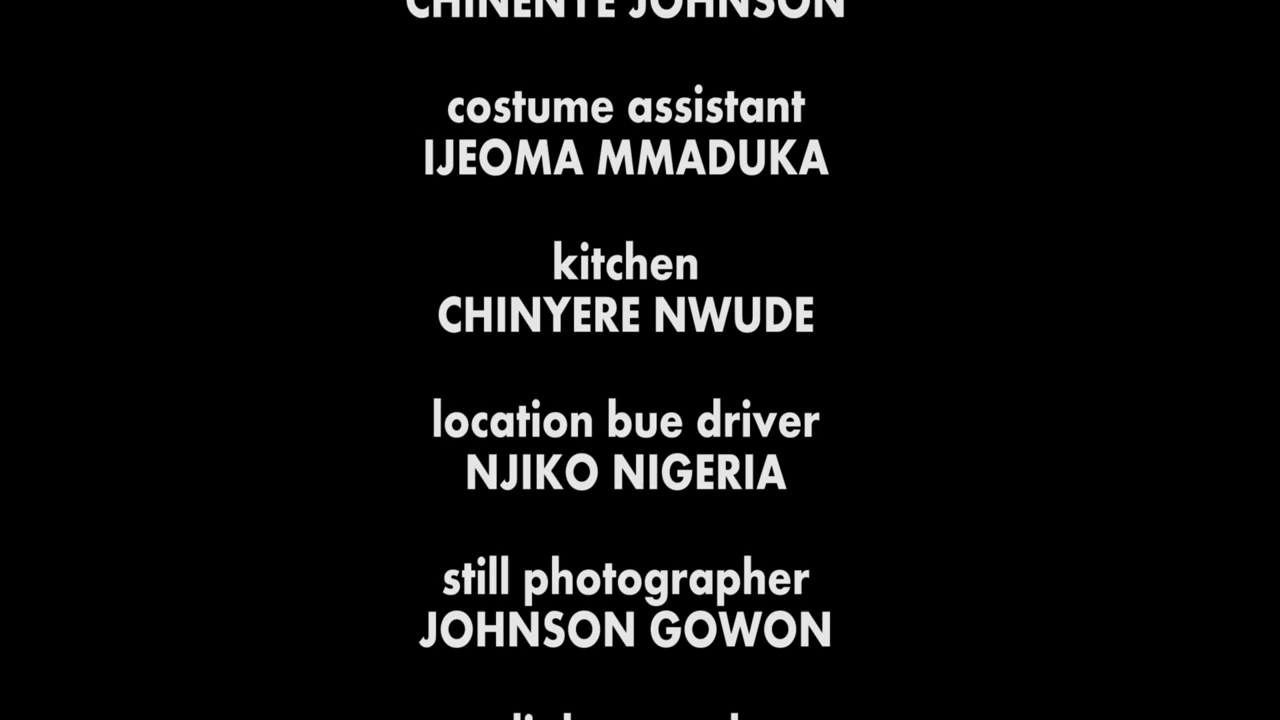 CHINENYE JOHNSON
costume assistant
IJEOMA MMADUKA
kitchen
CHINYERE NWUDE
location bue driver
NJIKO NIGERIA
still photographer
JOHNSON GOWON